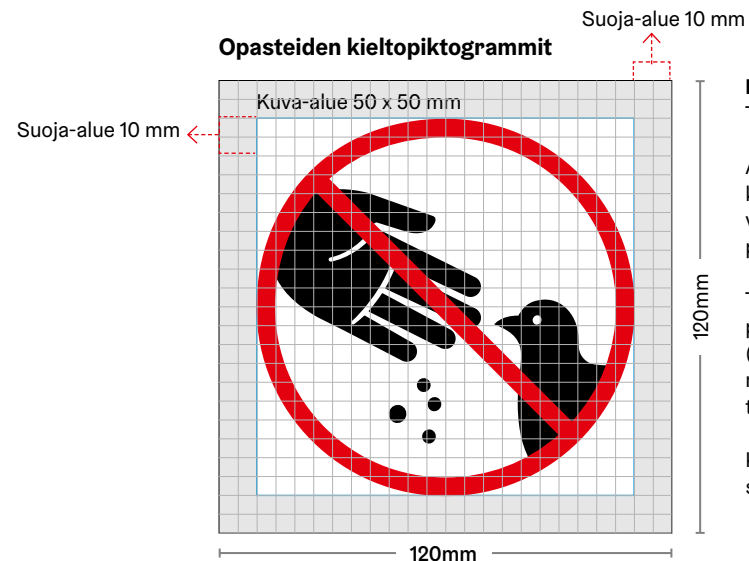 Suoja-alue 10 mm
Opasteiden kieltopiktogrammit
Kuva-alue 50 x 50 mm
Suoja-alue 10 mm
120mm
120mm